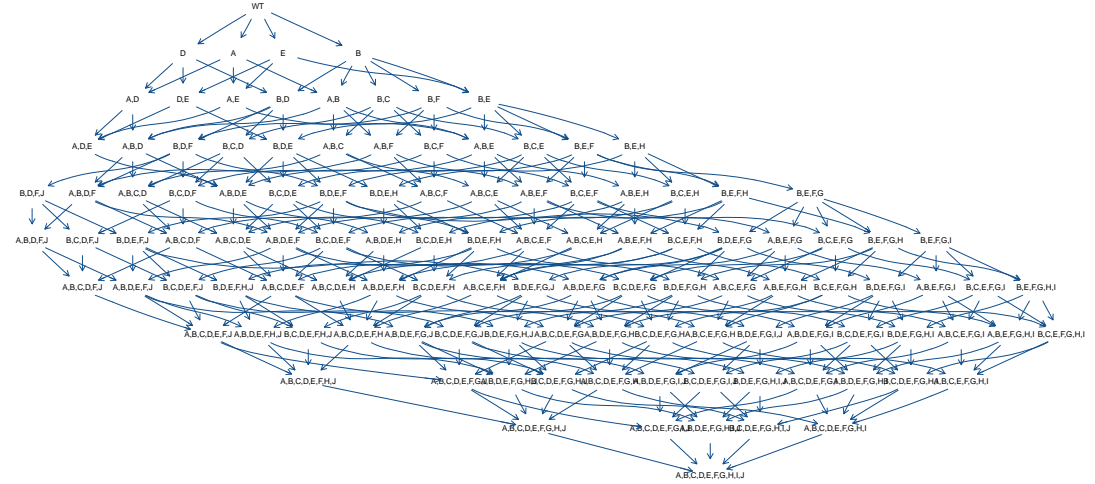 WT
D A E B
A,D D,E A,E B,D A,B B,C B,F B,E
A,D,E A,B,D B,D,F B,C,D B,D,E A,B,C A,B,F B,C,F A,B,E B,C,E B,E,F B,E,H
B,D,F,J A,B,D,F A,B,C,D B,C,D,F A,B,D,E B,C,D,E B,D,E,F B,D,E,H A,B,C,F A,B,C,E A,B,E,F B,C,E,F A,B,E,H B,C,E,H B,E,F,H B,E,F,G
A,B,D,F,J B,C,D,F,J B,D,E,F,J A,B,C,D,F A,B,C,D,E A,B,D,E,F B,C,D,E,F A,B,D,E,H B,C,D,E,H B,D,E,F,H A,B,C,E,F A,B,C,E,H A,B,E,F,H B,C,E,F,H B,D,E,F,G A,B,E,F,G B,C,E,F,G B,E,F,G,H B,E,F,G,I
A,B,C,D,F,J A,B,D,E,F,J B,C,D,E,F,J B,D,E,F,H,J A,B,C,D,E,F A,B,C,D,E,H A,B,D,E,F,H B,C,D,E,F,H A,B,C,E,F,H B,D,E,F,G,J A,B,D,E,F,G B,C,D,E,F,G B,D,E,F,G,H A,B,C,E,F,G A,B,E,F,G,H B,C,E,F,G,H B,D,E,F,G,I A,B,E,F,G,I B,C,E,F,G,I B,E,F,G,H,I
A,B,C,D,E,F,J A,B,D,E,F,H,J B,C,D,E,F,H,J A,B,C,D,E,F,H A,B,D,E,F,G,J B,C,D,E,F,G,J B,D,E,F,G,H,J A,B,C,D,E,F,G A,B,D,E,F,G,H B,C,D,E,F,G,H A,B,C,E,F,G,H B,D,E,F,G,I,J A,B,D,E,F,G,I B,C,D,E,F,G,I B,D,E,F,G,H,I A,B,C,E,F,G,I A,B,E,F,G,H,I B,C,E,F,G,H,I
A,B,C,D,E,F,H,J A,B,C,E,F,G,H,I
A,B,C,D,E,F,G,H,J B,C,D,E,F,G,H,I,J A,B,C,D,E,F,G,H,I
A,B,C,D,E,F,G,H,I,J